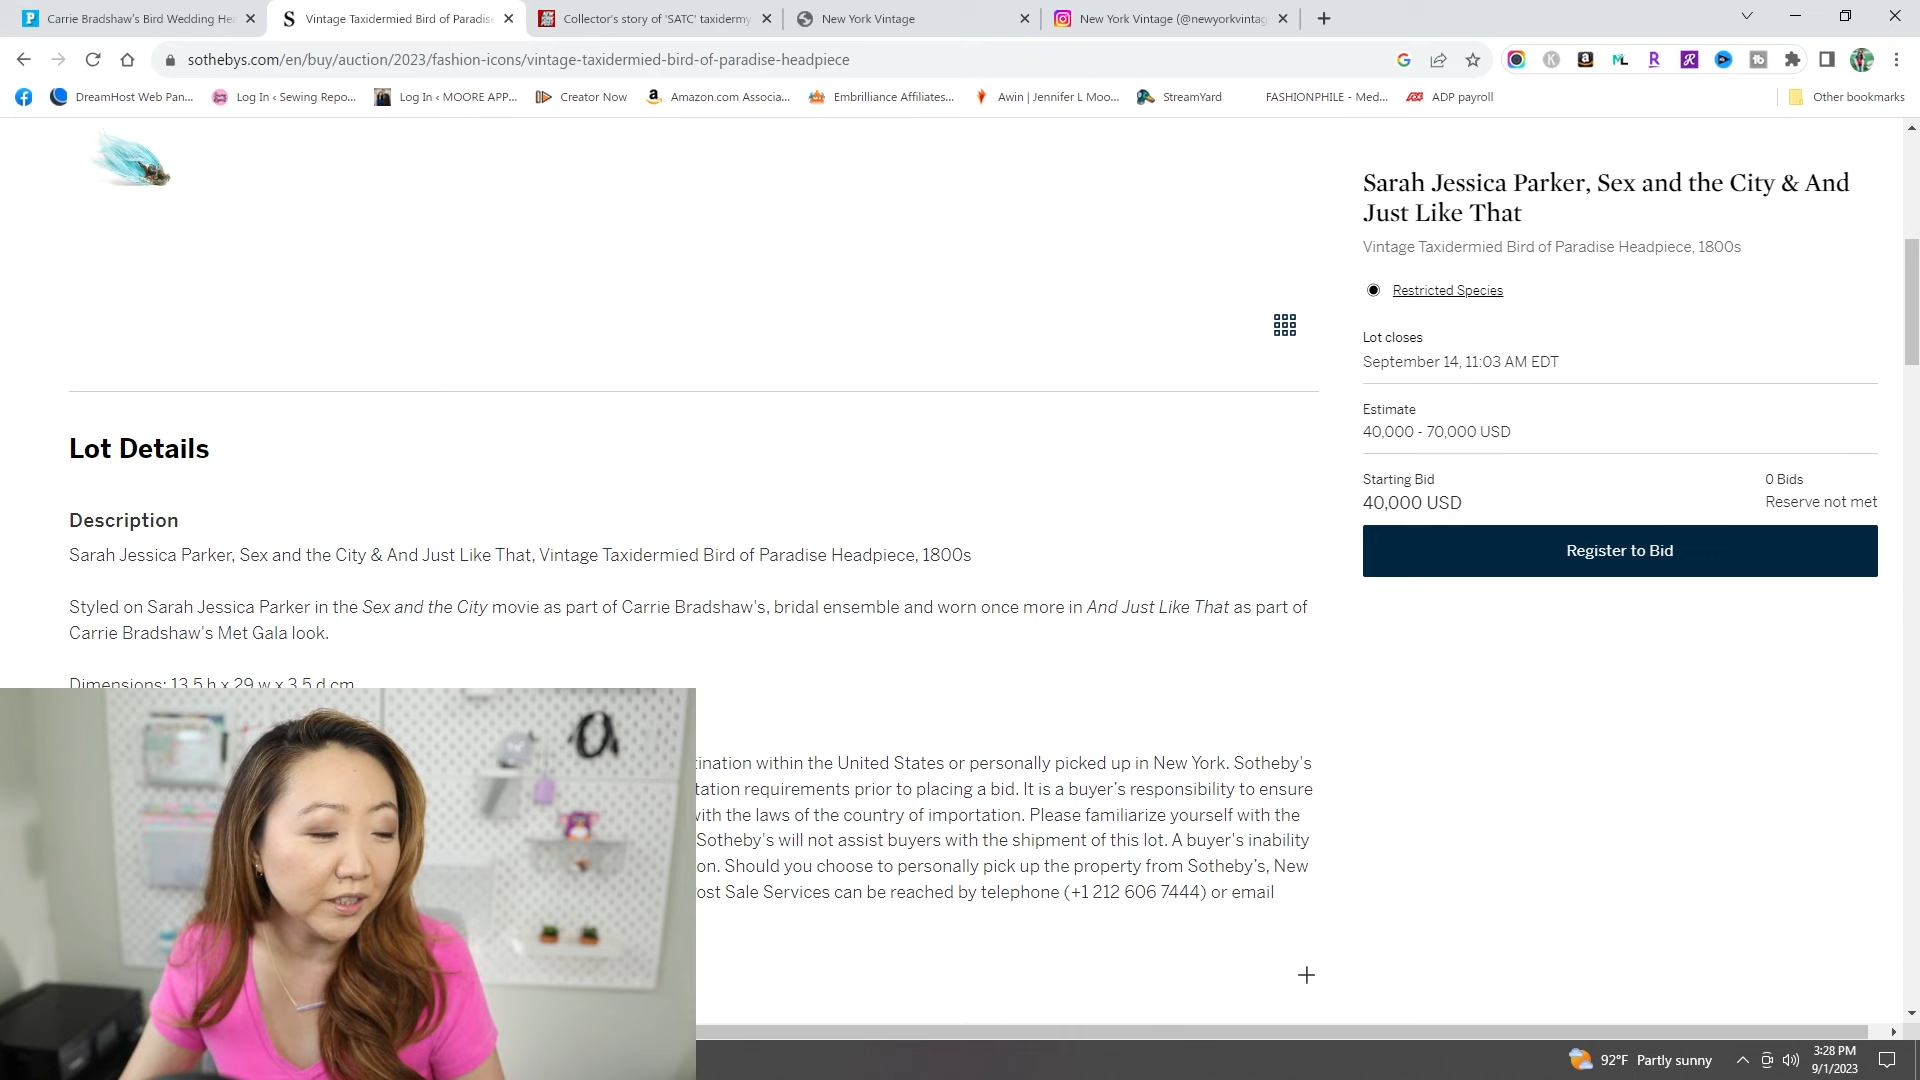 Carrie Bradshaw's Bird Wedding He
Vintage Taxidermied Bird of Paradise
Collector's story of 'SATC' taxidermy
New York Vintage
New York Vintage (@newyorkvintag
sothebys.com/en/buy/auction/2023/fashion-icons/vintage-taxidermied-bird-of-paradise-headpiece
DreamHost Web Pan...
Log In ‹ Sewing Repo...
Log In ‹ MOORE APP...
Creator Now
Amazon.com Associa...
Embrilliance Affiliates...
Awin | Jennifer L Moo...
StreamYard
FASHIONPHILE - Med...
ADP payroll
Other bookmarks
Sarah Jessica Parker, Sex and the City & And
Just Like That
Vintage Taxidermied Bird of Paradise Headpiece, 1800s
Restricted Species
Lot closes
September 14, 11:03 AM EDT
Estimate
40,000 - 70,000 USD
Starting Bid
0 Bids
40,000 USD
Reserve not met
Register to Bid
Lot Details
Description
Sarah Jessica Parker, Sex and the City & And Just Like That, Vintage Taxidermied Bird of Paradise Headpiece, 1800s
Styled on Sarah Jessica Parker in the Sex and the City movie as part of Carrie Bradshaw's, bridal ensemble and worn once more in And Just Like That as part of
Carrie Bradshaw's Met Gala look.
Dimensions: 13.5 h x 29 w x 3.5 d cm
tination within the United States or personally picked up in New York. Sotheby's
tation requirements prior to placing a bid. It is a buyer's responsibility to ensure
with the laws of the country of importation. Please familiarize yourself with the
Sotheby's will not assist buyers with the shipment of this lot. A buyer's inability
on. Should you choose to personally pick up the property from Sotheby's, New
ost Sale Services can be reached by telephone (+1 212 606 7444) or email
92°F Partly sunny
3:28 PM
9/1/2023